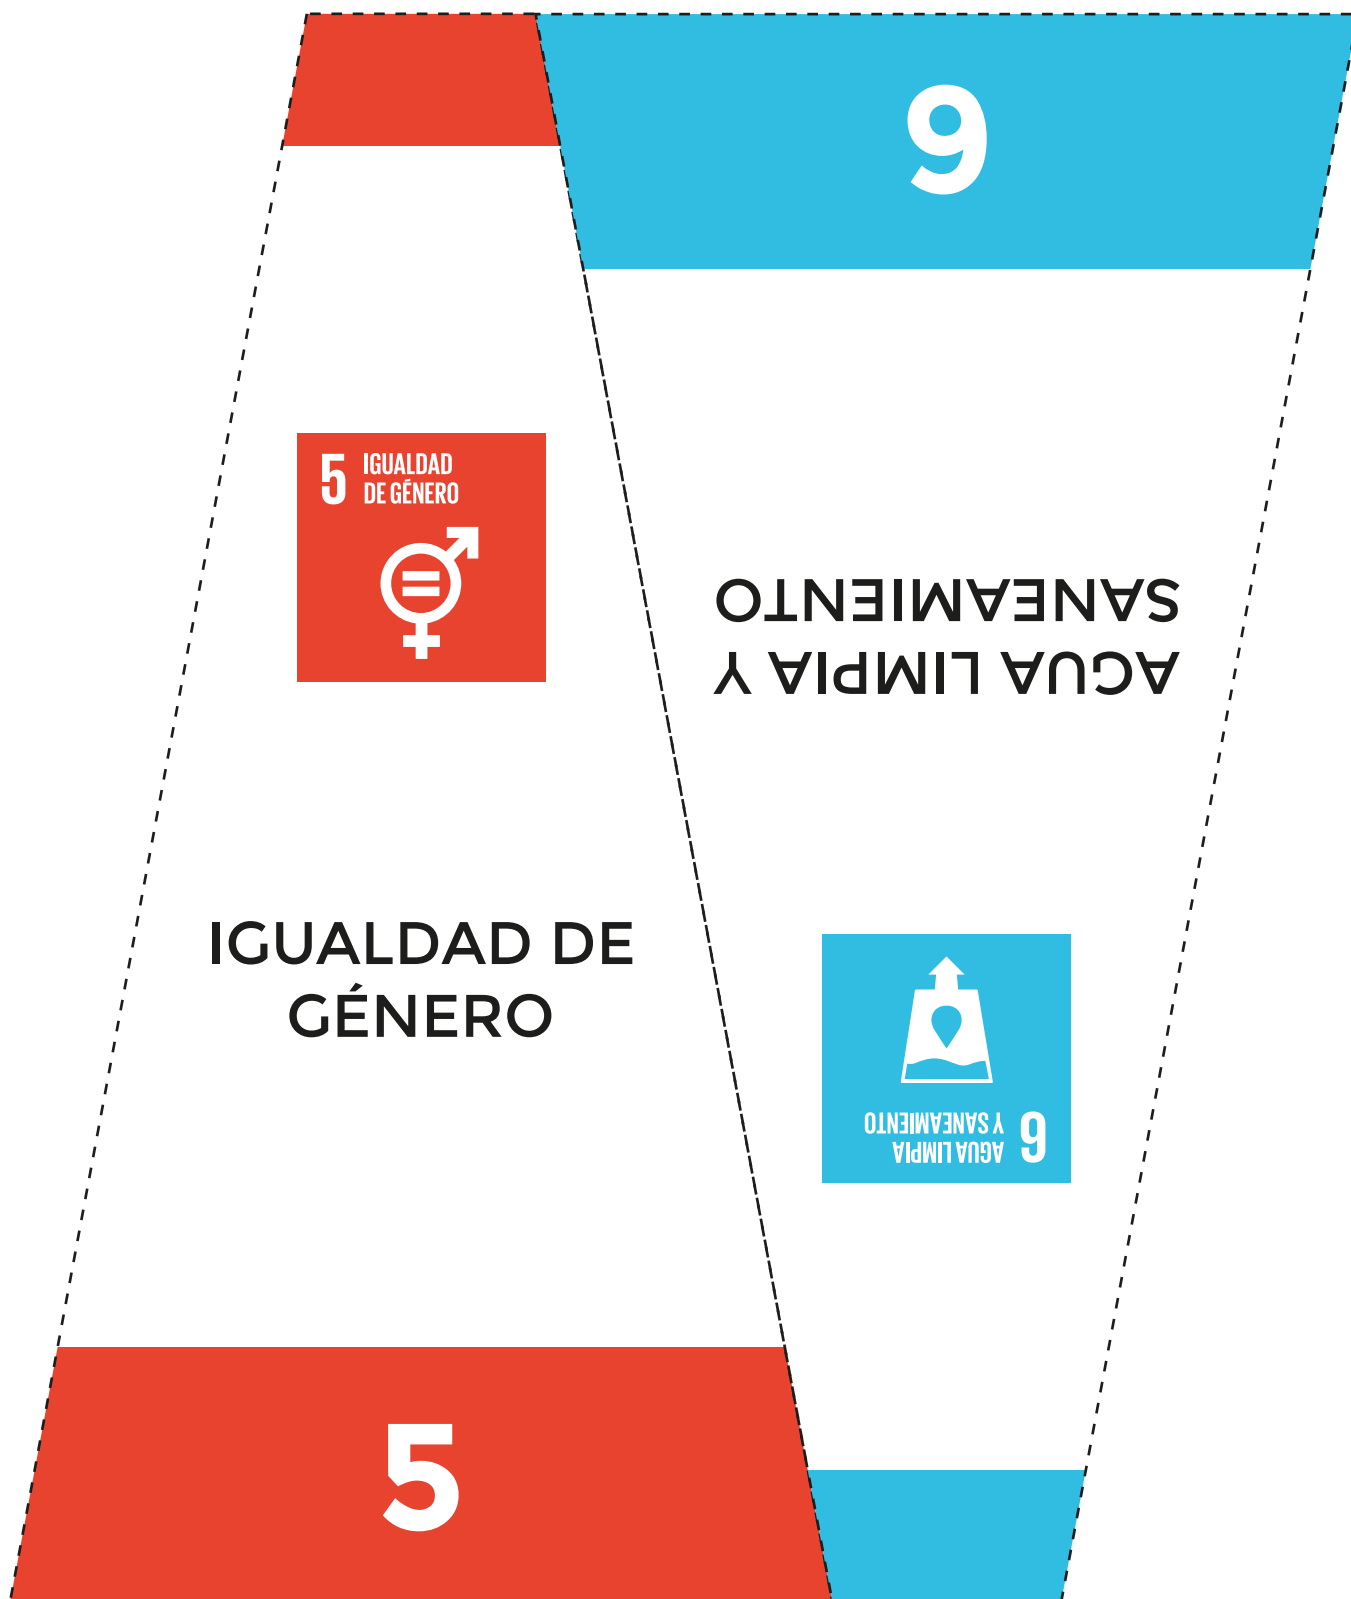 5 IGUALDAD
DE GÉNERO
IGUALDAD DE
GÉNERO
5
6
AGUA LIMPIA Y
SANEAMIENTO
6 AGUA LIMPIA
Y SANEAMIENTO